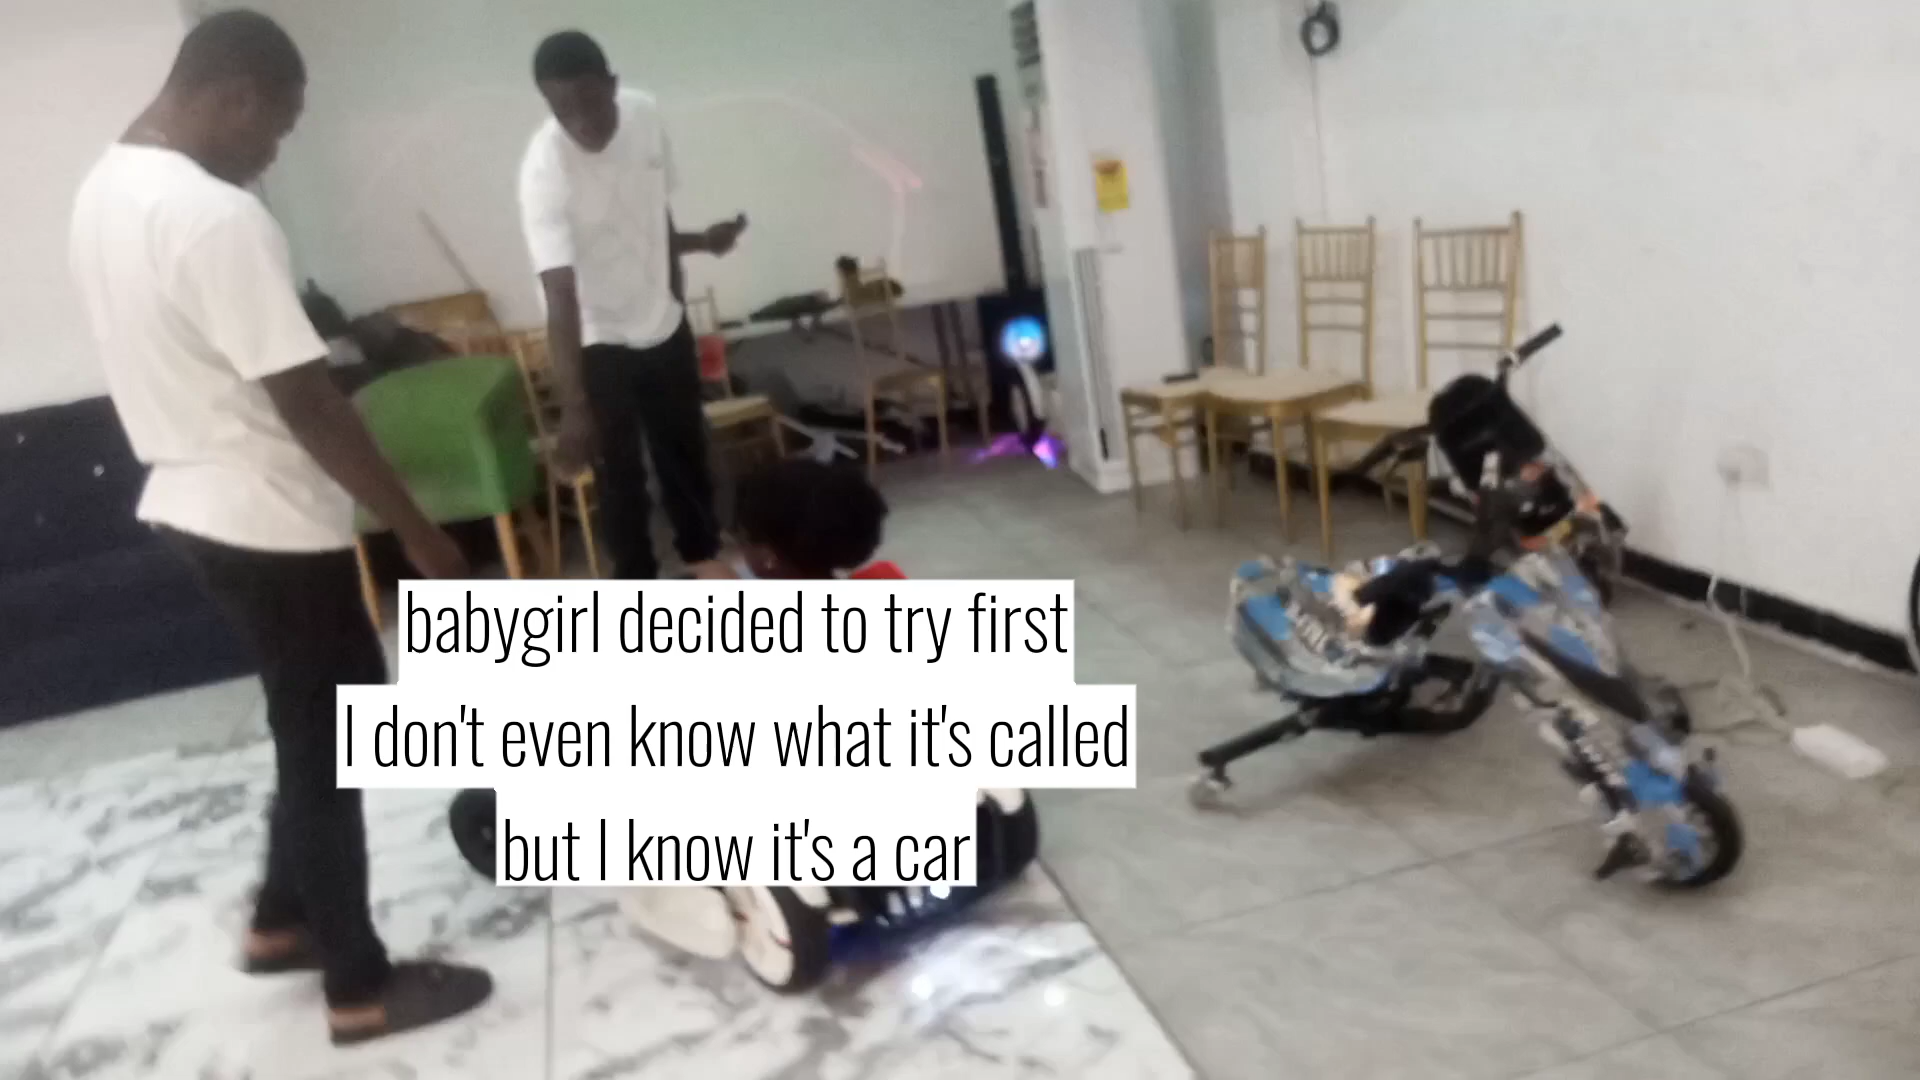 babygirl decided to try first
I don't even know what it's called
but I know it's a car